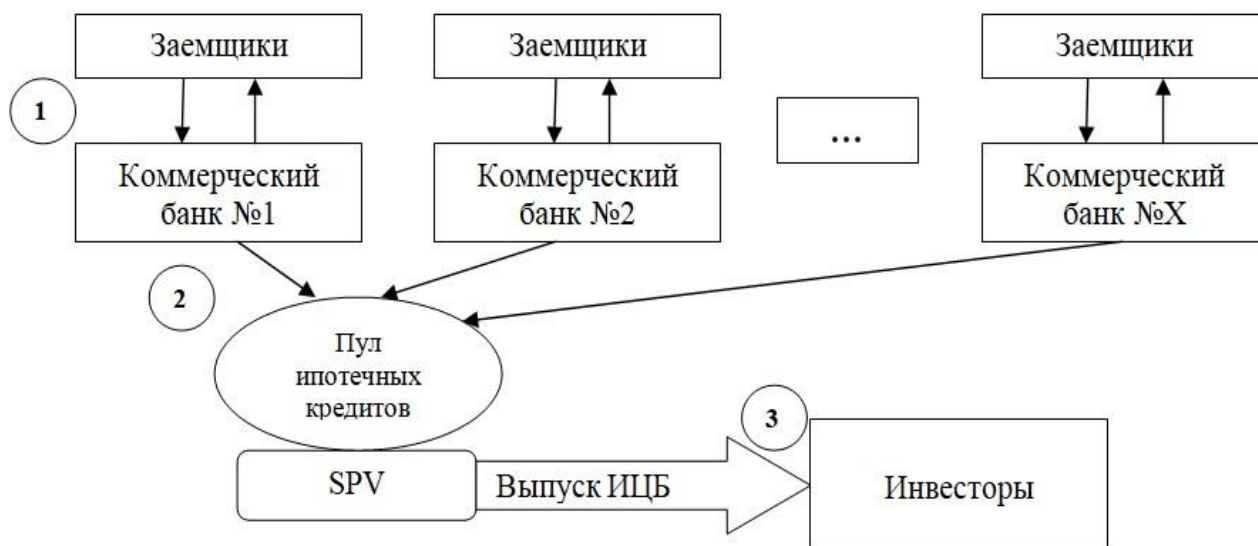 Заемщики
Заемщики
Заемщики
1
...
Коммерческий
банк №1
Коммерческий
банк №2
Коммерческий
банк №X
2
Пул
ипотечных
кредитов
3
SPV
Выпуск ИЦБ
Инвесторы